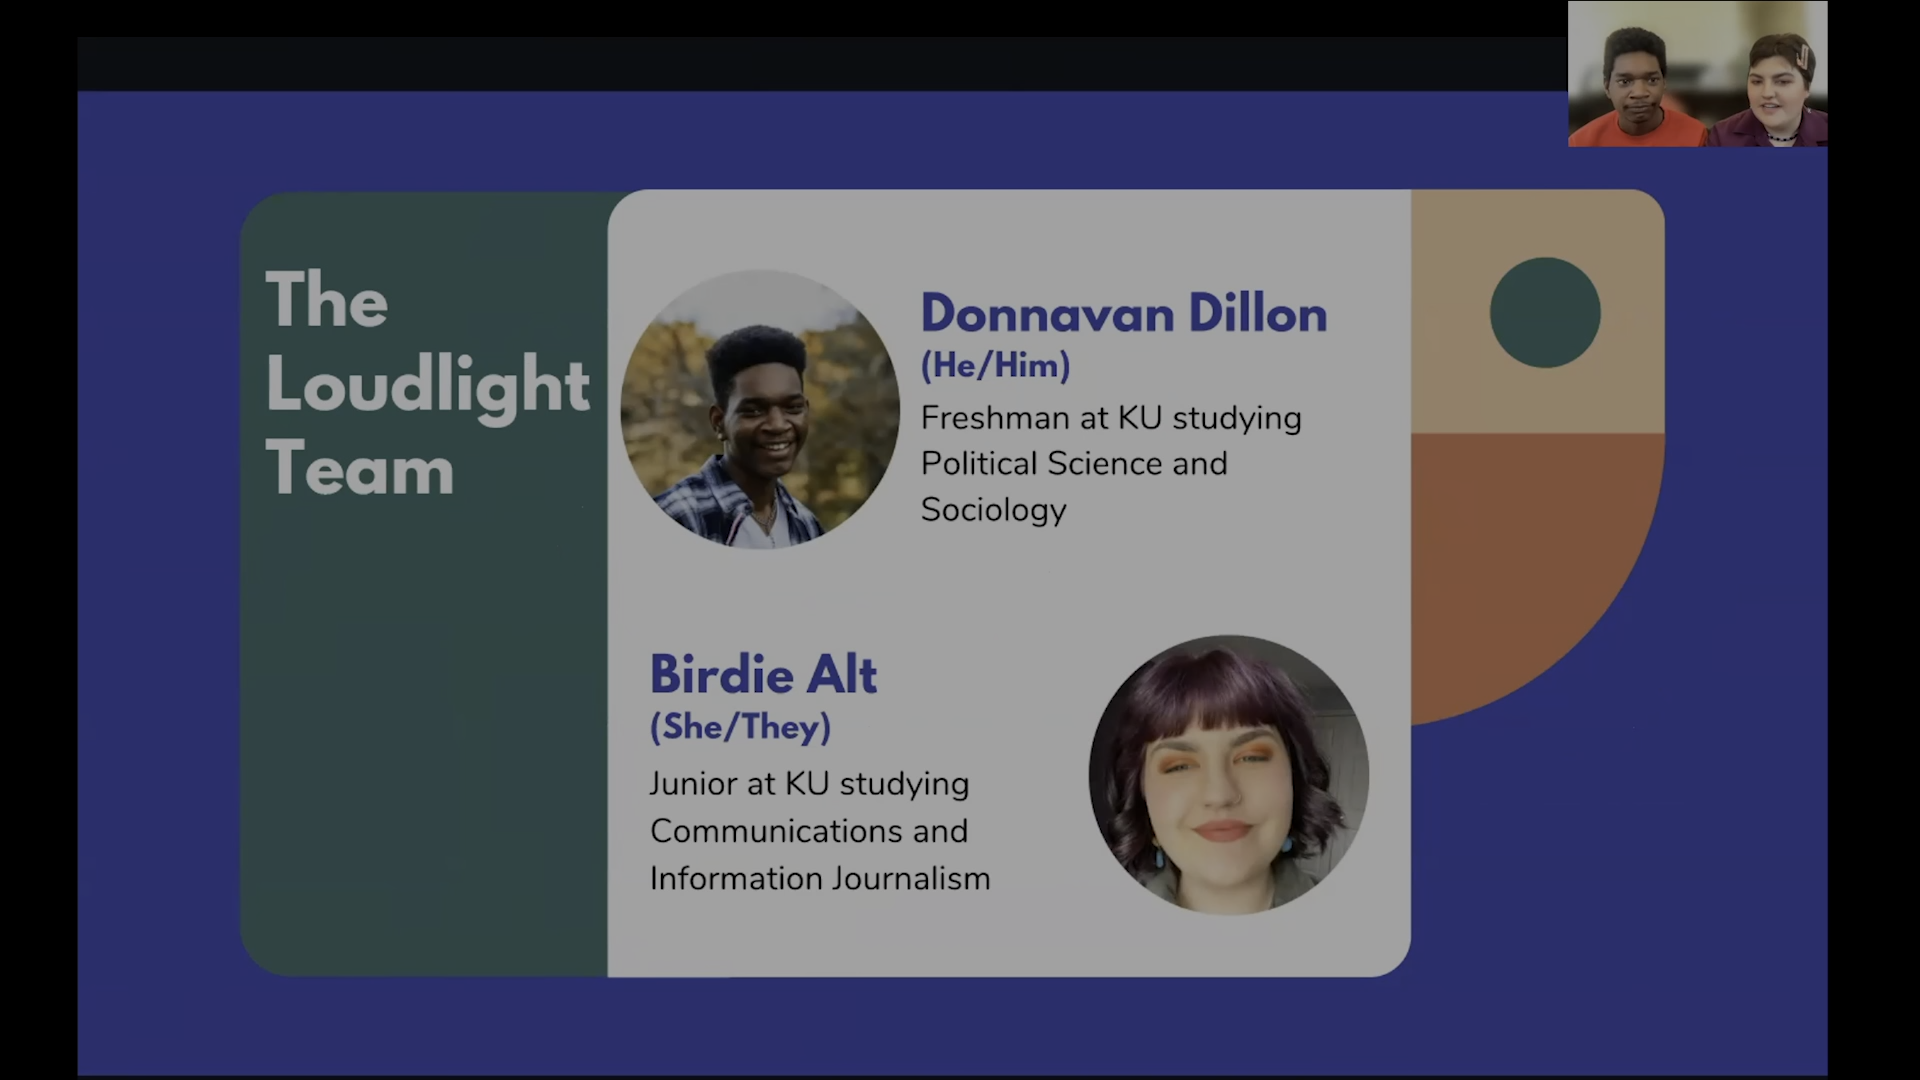 The
Loudlight
Team
Donnavan Dillon
(He/Him)
Freshman at KU studying
Political Science and
Sociology
Birdie Alt
(She/They)
Junior at KU studying
Communications and
Information Journalism